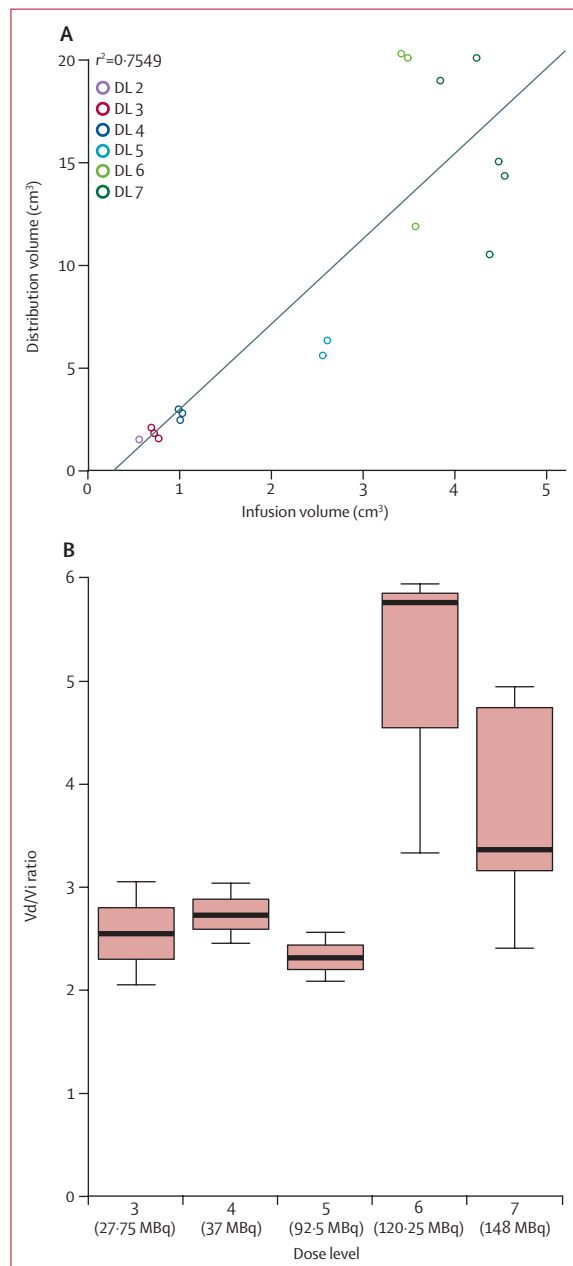 A
r²=0·7549
DL 2
DL 3
DL 4
DL 5
DL 6
DL 7
20
15
10
5
0
Distribution volume (cm³)
0 1 2 3 4 5
Infusion volume (cm³)
B
6
5
4
3
2
1
0
Vd/Vi ratio
3 4 5 6 7
(27·75 MBq) (37 MBq) (92·5 MBq) (120·25 MBq) (148 MBq)
Dose level